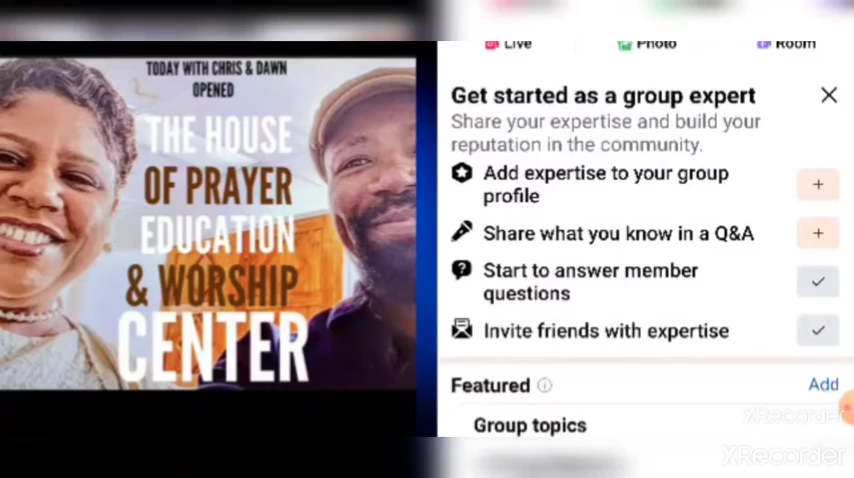 TODAY WITH CHRIS & DAWN
OPENED
THE HOUSE
OF PRAYER
EDUCATION
& WORSHIP
CENTER
Live
Photo
Room
Get started as a group expert
Share your expertise and build your
reputation in the community.
Add expertise to your group
profile
Share what you know in a Q&A
Start to answer member
questions
Invite friends with expertise
Featured
Add
Group topics
XRecorder
XRecorder